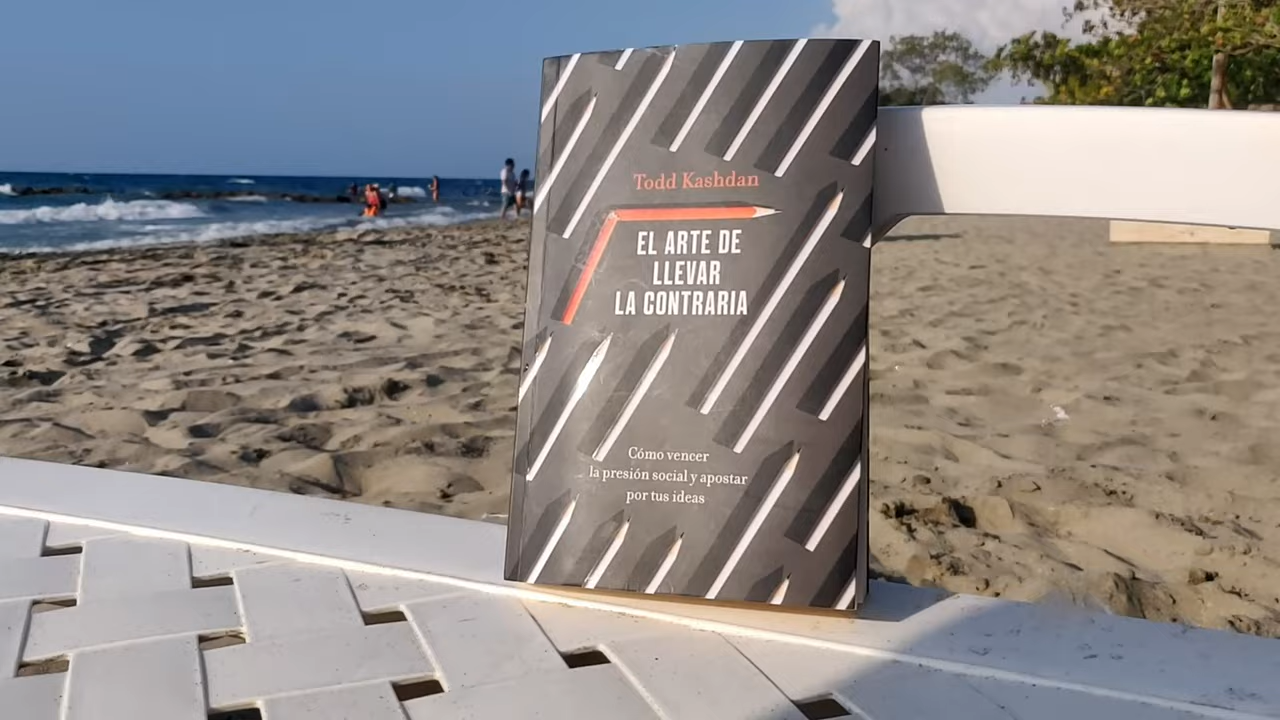 Todd Kashdan
EL ARTE DE
LLEVAR
LA CONTRARIA
Cómo vencer
la presión social y apostar
por tus ideas